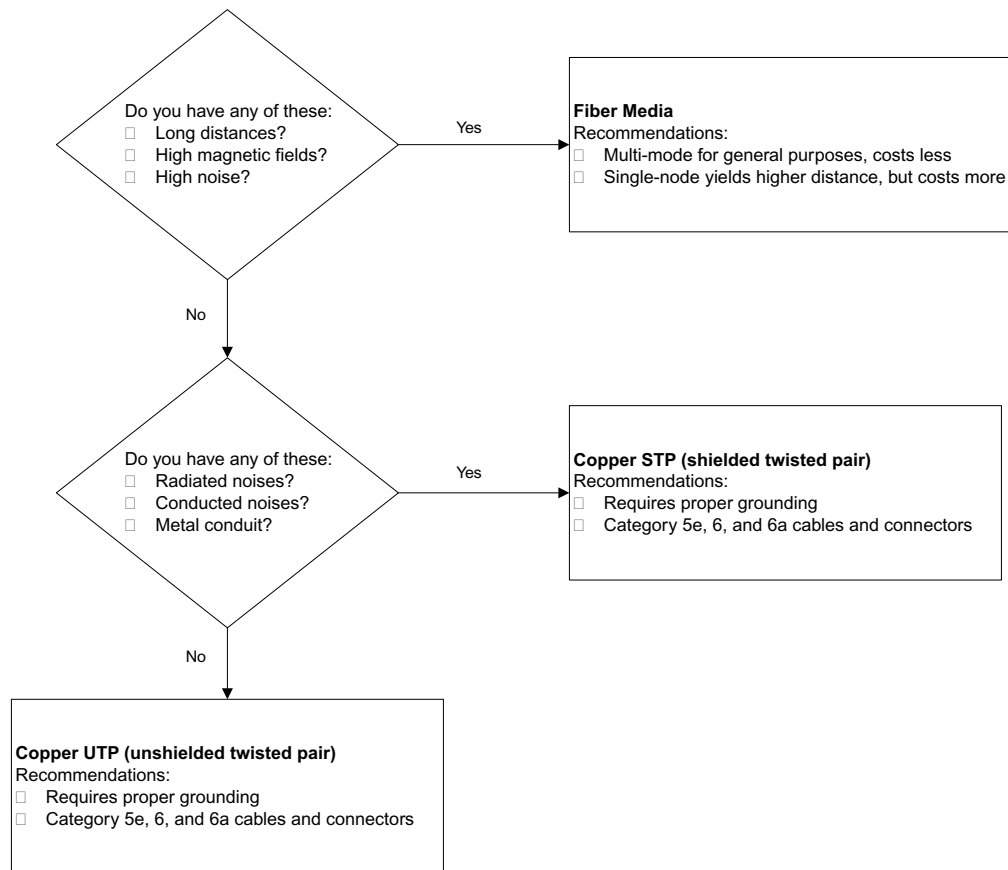 Do you have any of these:
□ Long distances?
□ High magnetic fields?
□ High noise?
Yes
Fiber Media
Recommendations:
□ Multi-mode for general purposes, costs less
□ Single-node yields higher distance, but costs more
No
Do you have any of these:
□ Radiated noises?
□ Conducted noises?
□ Metal conduit?
Yes
Copper STP (shielded twisted pair)
Recommendations:
□ Requires proper grounding
□ Category 5e, 6, and 6a cables and connectors
No
Copper UTP (unshielded twisted pair)
Recommendations:
□ Requires proper grounding
□ Category 5e, 6, and 6a cables and connectors